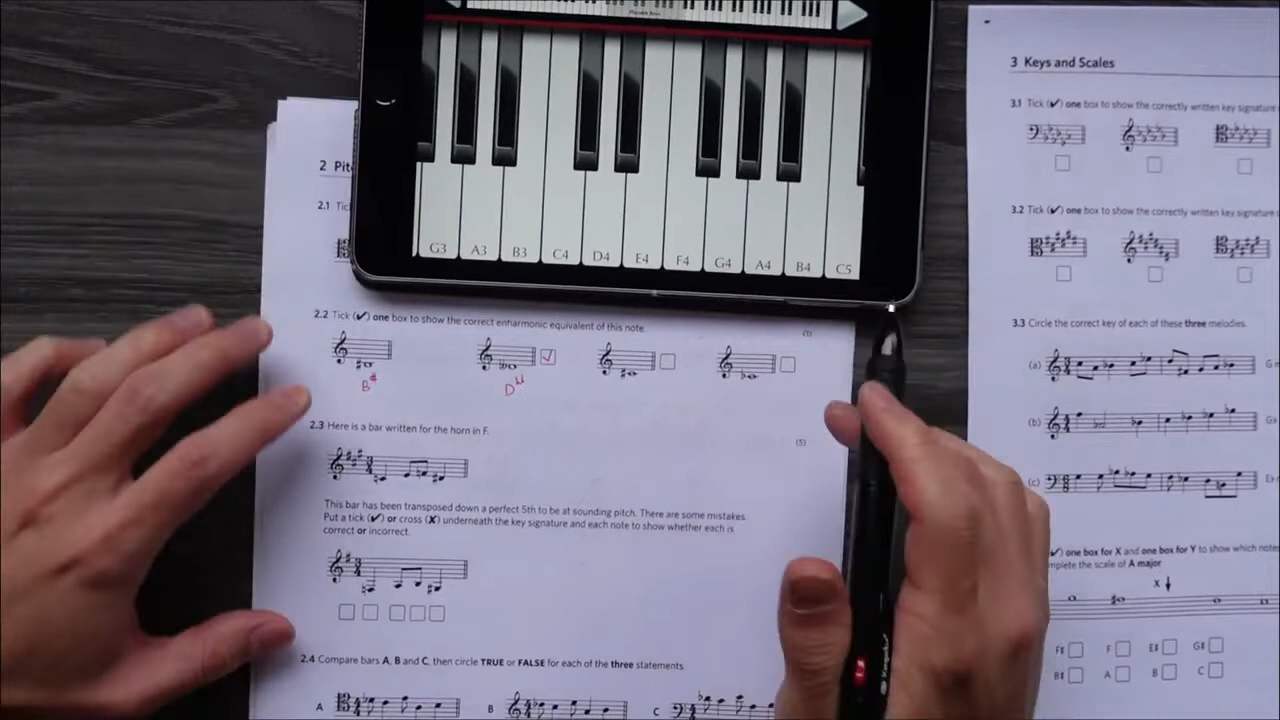 G3 A3 B3 C4 D4 E4 F4 G4 A4 B4 C5
2
2.1
2.2 Tick (✔) one box to show the correct enharmonic equivalent of this note.
(1)
B#
D♭♭
2.3 Here is a bar written for the horn in F.
(5)
This bar has been transposed down a perfect 5th to be at sounding pitch. There are some mistakes.
Put a tick (✔) or cross (✘) underneath the key signature and each note to show whether each is
correct or incorrect.
2.4 Compare bars A, B and C, then circle TRUE or FALSE for each of the three statements.
A B C
3 Keys and Scales
3.1 Tick (✔) one box to show the correctly written key signature
3.2 Tick (✔) one box to show the correctly written key signature
3.3 Circle the correct key of each of these three melodies.
(a)
(b)
(c)
(✔) one box for X and one box for Y to show which notes
A major
X
F# F E# G#
B# A B C